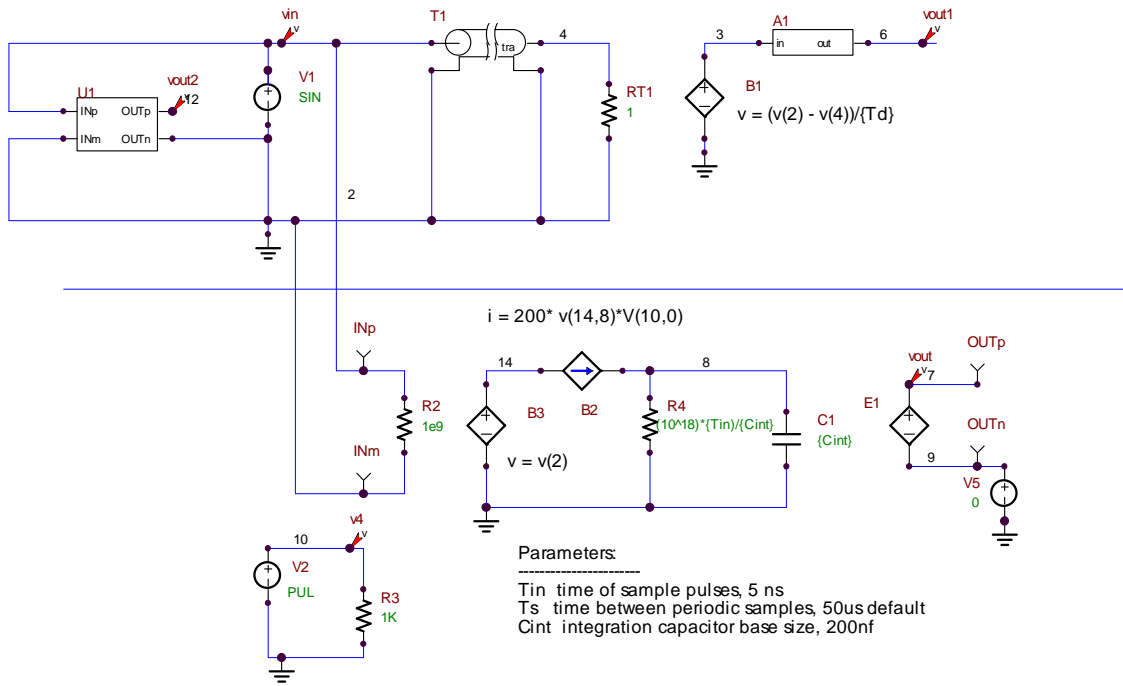 vin
v
T1
tra
4
3
A1
in out
6
vout1
v
vout2
v
12
U1
INp OUTp
INm OUTn
V1
SIN
RT1
1
B1
v = (v(2) - v(4))/{Td}
2
i = 200* v(14,8)*V(10,0)
INp
INm
R2
1e9
14
B3
v = v(2)
B2
8
R4
(10^18)*{Tin}/{Cint}
C1
{Cint}
vout
v
7
OUTp
E1
OUTn
9
V5
0
v4
v
10
V2
PUL
R3
1K
Parameters:
----------------------
Tin time of sample pulses, 5 ns
Ts time between periodic samples, 50us default
Cint integration capacitor base size, 200nf